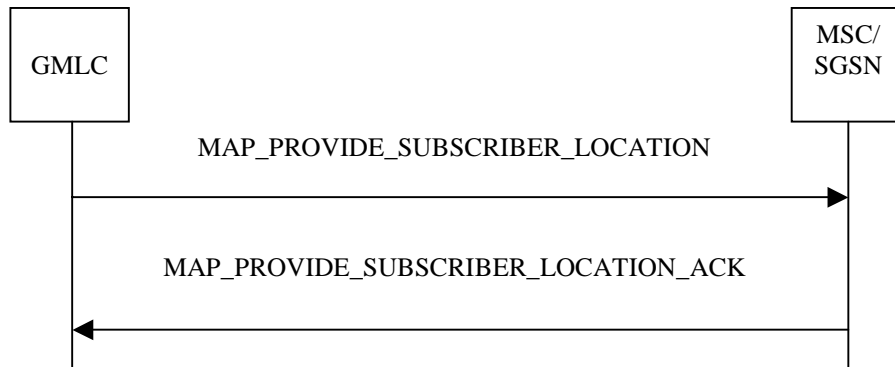 GMLC
MSC/
SGSN
MAP_PROVIDE_SUBSCRIBER_LOCATION
MAP_PROVIDE_SUBSCRIBER_LOCATION_ACK